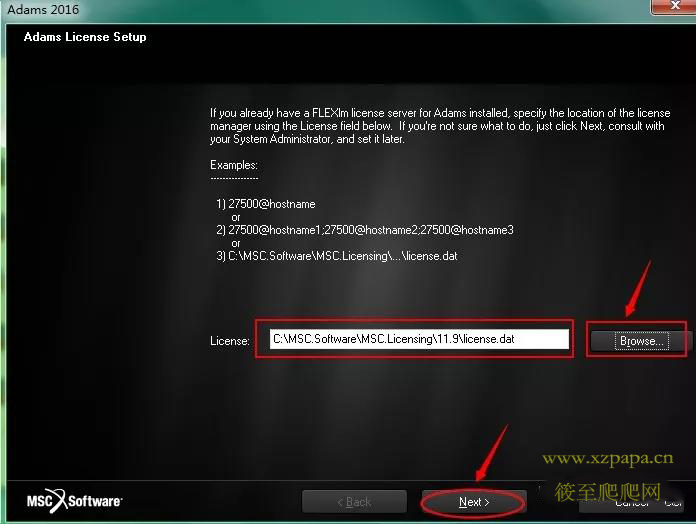 Adams 2016
Adams License Setup
If you already have a FLEXlm license server for Adams installed, specify the location of the license
manager using the License field below. If you're not sure what to do, just click Next, consult with
your System Administrator, and set it later.
Examples:
---------------
1) 27500@hostname
or
2) 27500@hostname1;27500@hostname2;27500@hostname3
or
3) C:\MSC.Software\MSC.Licensing\...\license.dat
License: C:\MSC.Software\MSC.Licensing\11.9\license.dat Browse...
www.xzpapa.cn
筱至爬爬网
MSC Software < Back Next > Cancel